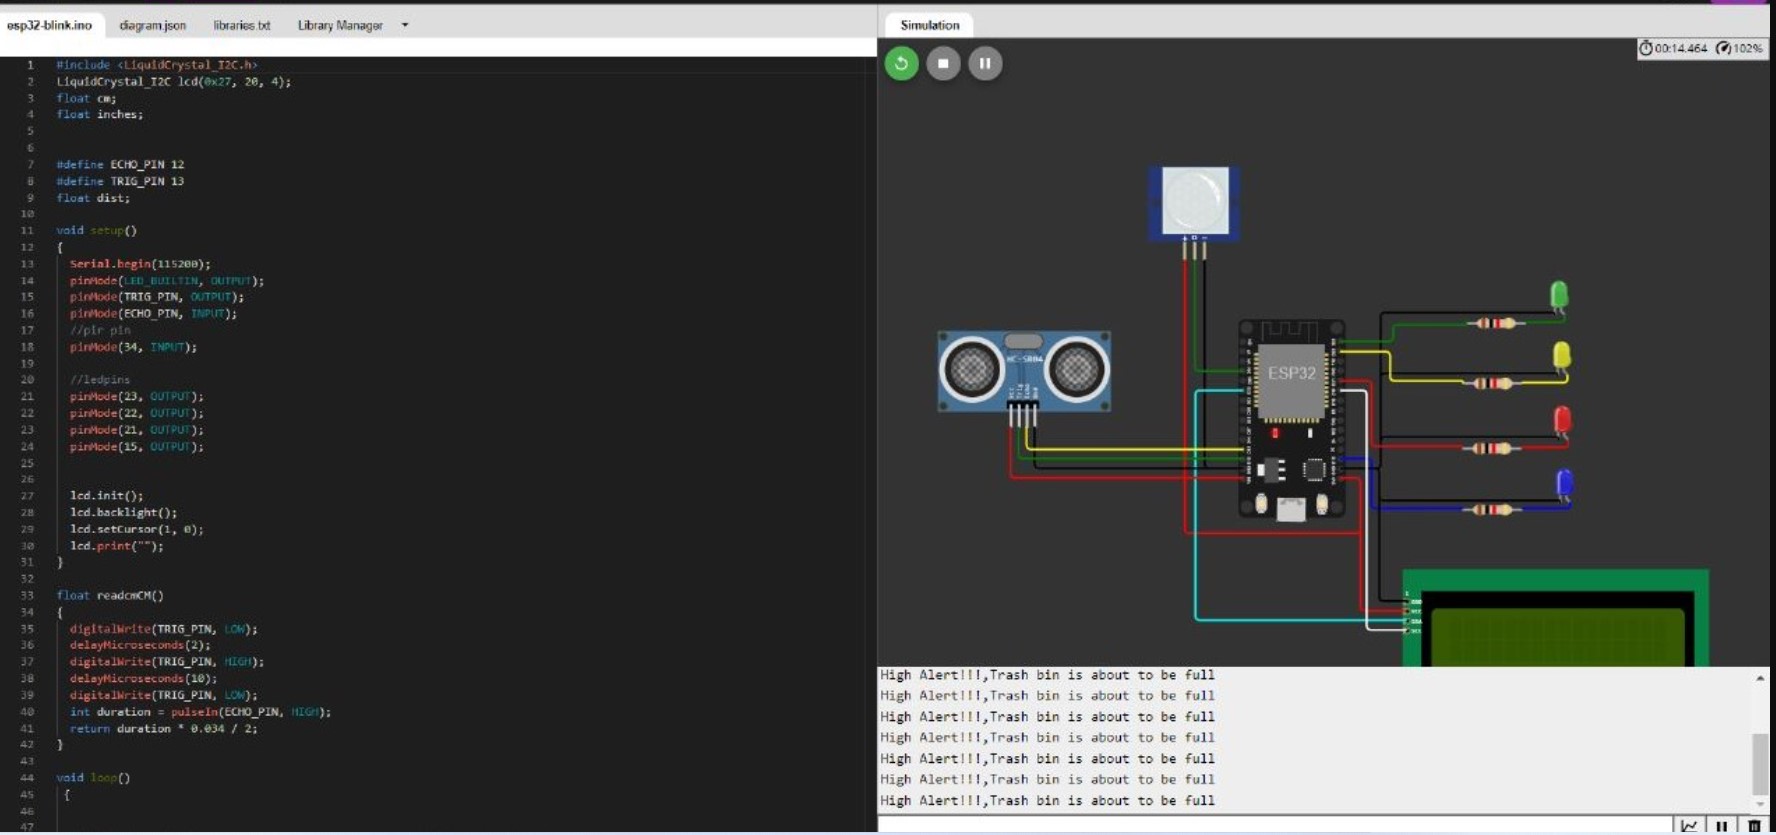 esp32-blink.ino diagram.json libraries.txt Library Manager
1 #include <LiquidCrystal_I2C.h>
2 LiquidCrystal_I2C lcd(0x27, 20, 4);
3 float cm;
4 float inches;
5
6
7 #define ECHO_PIN 12
8 #define TRIG_PIN 13
9 float dist;
10
11 void setup()
12 {
13 Serial.begin(115200);
14 pinMode(LED_BUILTIN, OUTPUT);
15 pinMode(TRIG_PIN, OUTPUT);
16 pinMode(ECHO_PIN, INPUT);
17 //pir pin
18 pinMode(34, INPUT);
19
20 //ledpins
21 pinMode(23, OUTPUT);
22 pinMode(22, OUTPUT);
23 pinMode(21, OUTPUT);
24 pinMode(15, OUTPUT);
25
26
27 lcd.init();
28 lcd.backlight();
29 lcd.setCursor(1, 0);
30 lcd.print("");
31 }
32
33 float readcmCM()
34 {
35 digitalWrite(TRIG_PIN, LOW);
36 delayMicroseconds(2);
37 digitalWrite(TRIG_PIN, HIGH);
38 delayMicroseconds(10);
39 digitalWrite(TRIG_PIN, LOW);
40 int duration = pulseIn(ECHO_PIN, HIGH);
41 return duration * 0.034 / 2;
42 }
43
44 void loop()
45 {
46
47
Simulation
00:14.464 102%
HC-SR04
ESP32
High Alert!!!,Trash bin is about to be full
High Alert!!!,Trash bin is about to be full
High Alert!!!,Trash bin is about to be full
High Alert!!!,Trash bin is about to be full
High Alert!!!,Trash bin is about to be full
High Alert!!!,Trash bin is about to be full
High Alert!!!,Trash bin is about to be full